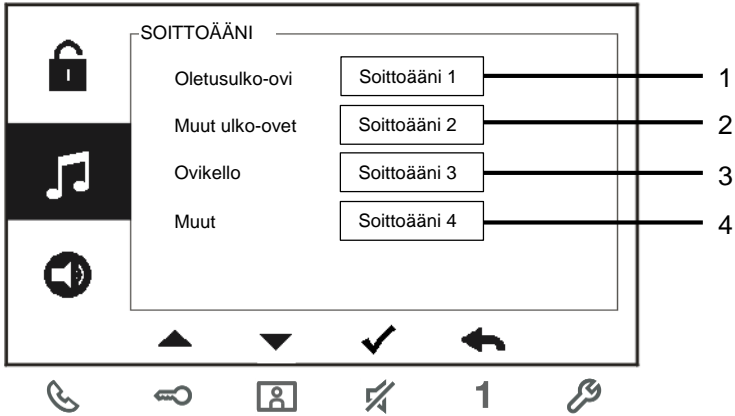 SOITTOÄÄNI
Oletusulko-ovi Soittoääni 1 1
Muut ulko-ovet Soittoääni 2 2
Ovikello Soittoääni 3 3
Muut Soittoääni 4 4
1